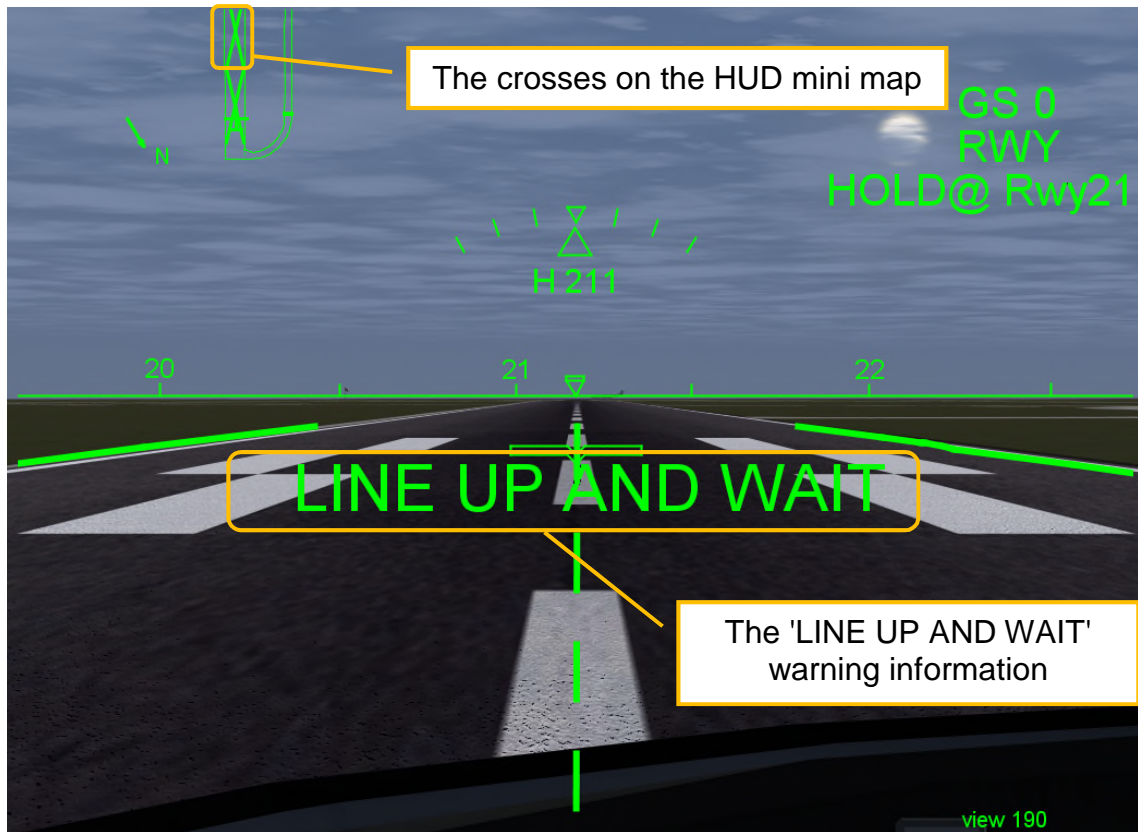 The crosses on the HUD mini map
GS 0
RWY
HOLD@ Rwy21
N
H 211
20 21 22
LINE UP AND WAIT
The 'LINE UP AND WAIT'
warning information
view 190